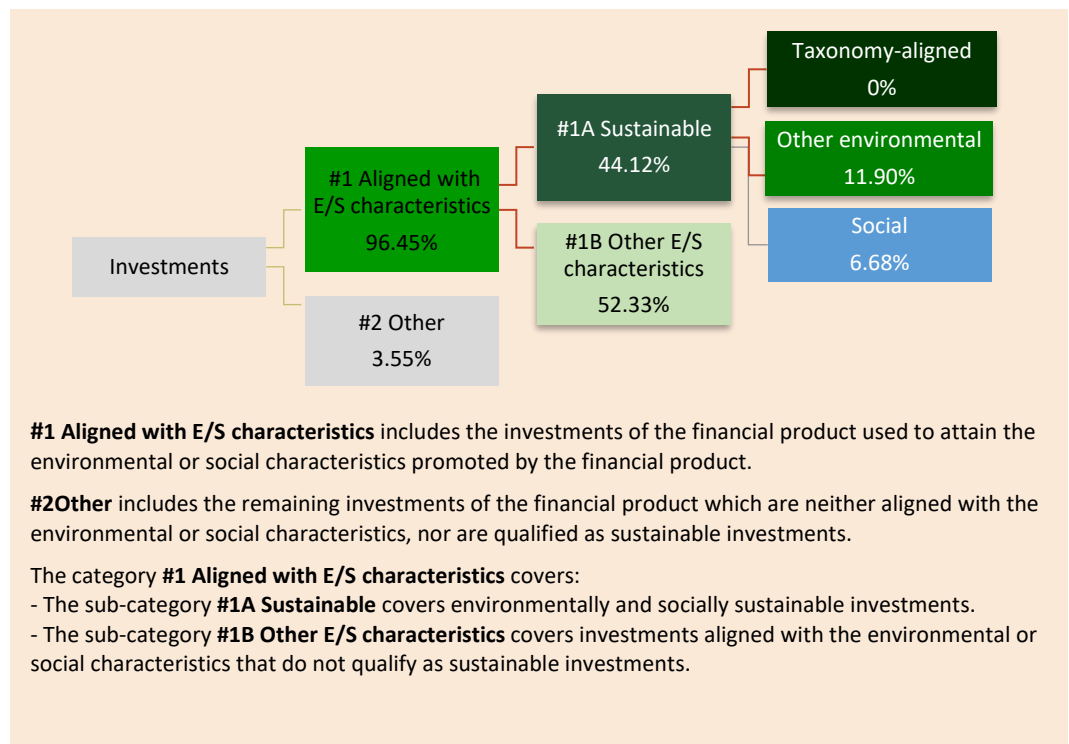 Investments
#1 Aligned with
E/S characteristics
96.45%
#2 Other
3.55%
#1A Sustainable
44.12%
#1B Other E/S
characteristics
52.33%
Taxonomy-aligned
0%
Other environmental
11.90%
Social
6.68%
#1 Aligned with E/S characteristics includes the investments of the financial product used to attain the
environmental or social characteristics promoted by the financial product.
#2Other includes the remaining investments of the financial product which are neither aligned with the
environmental or social characteristics, nor are qualified as sustainable investments.
The category #1 Aligned with E/S characteristics covers:
- The sub-category #1A Sustainable covers environmentally and socially sustainable investments.
- The sub-category #1B Other E/S characteristics covers investments aligned with the environmental or
social characteristics that do not qualify as sustainable investments.